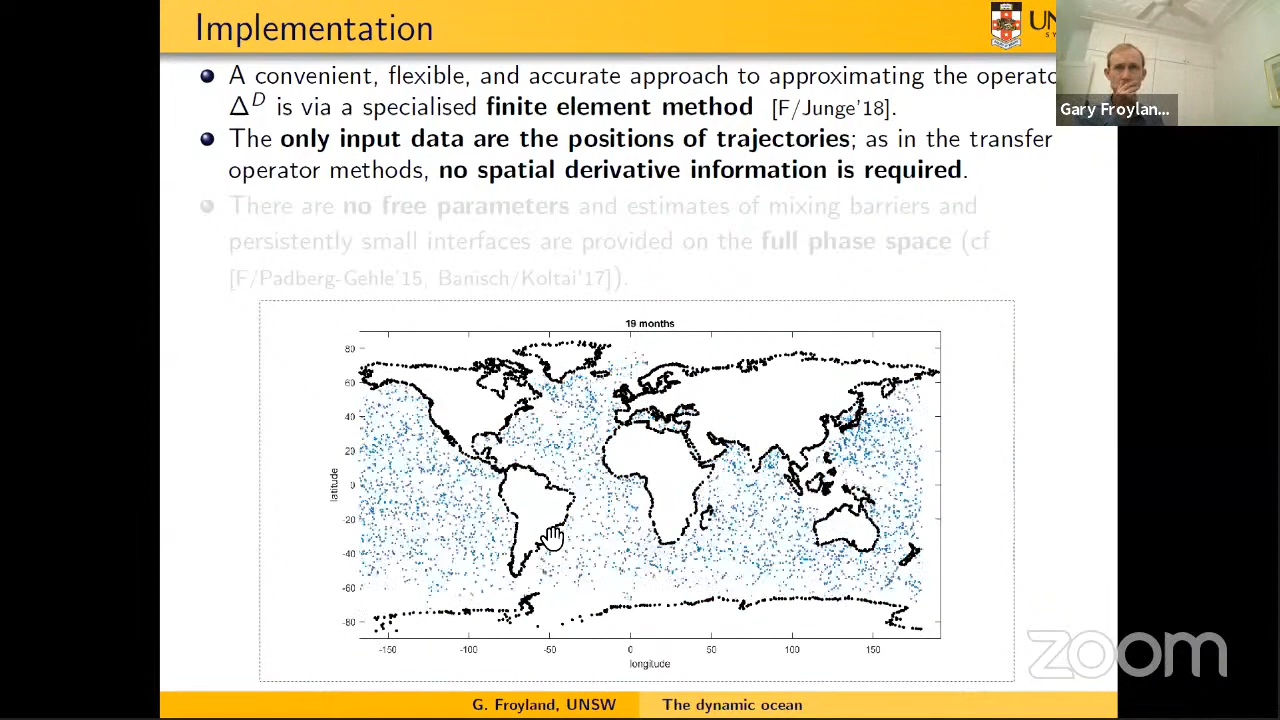 Implementation
UN
A convenient, flexible, and accurate approach to approximating the operato
Gary Froylan...
Δᴰ is via a specialised finite element method [F/Junge'18].
The only input data are the positions of trajectories; as in the transfer
operator methods, no spatial derivative information is required.
There are no free parameters and estimates of mixing barriers and
persistently small interfaces are provided on the full phase space (cf
[F/Padberg-Gehle'15, Banisch/Koltai'17]).
19 months
80
60
40
20
0
-20
-40
-60
-80
latitude
-150 -100 -50 0 50 100 150
longitude
zoom
G. Froyland, UNSW The dynamic ocean